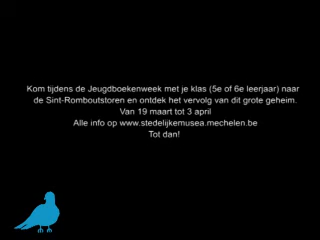 Kom tijdens de Jeugdboekenweek met je klas (5e of 6e leerjaar) naar
de Sint-Romboutstoren en ontdek het vervolg van dit grote geheim.
Van 19 maart tot 3 april
Alle info op www.stedelijkemusea.mechelen.be
Tot dan!